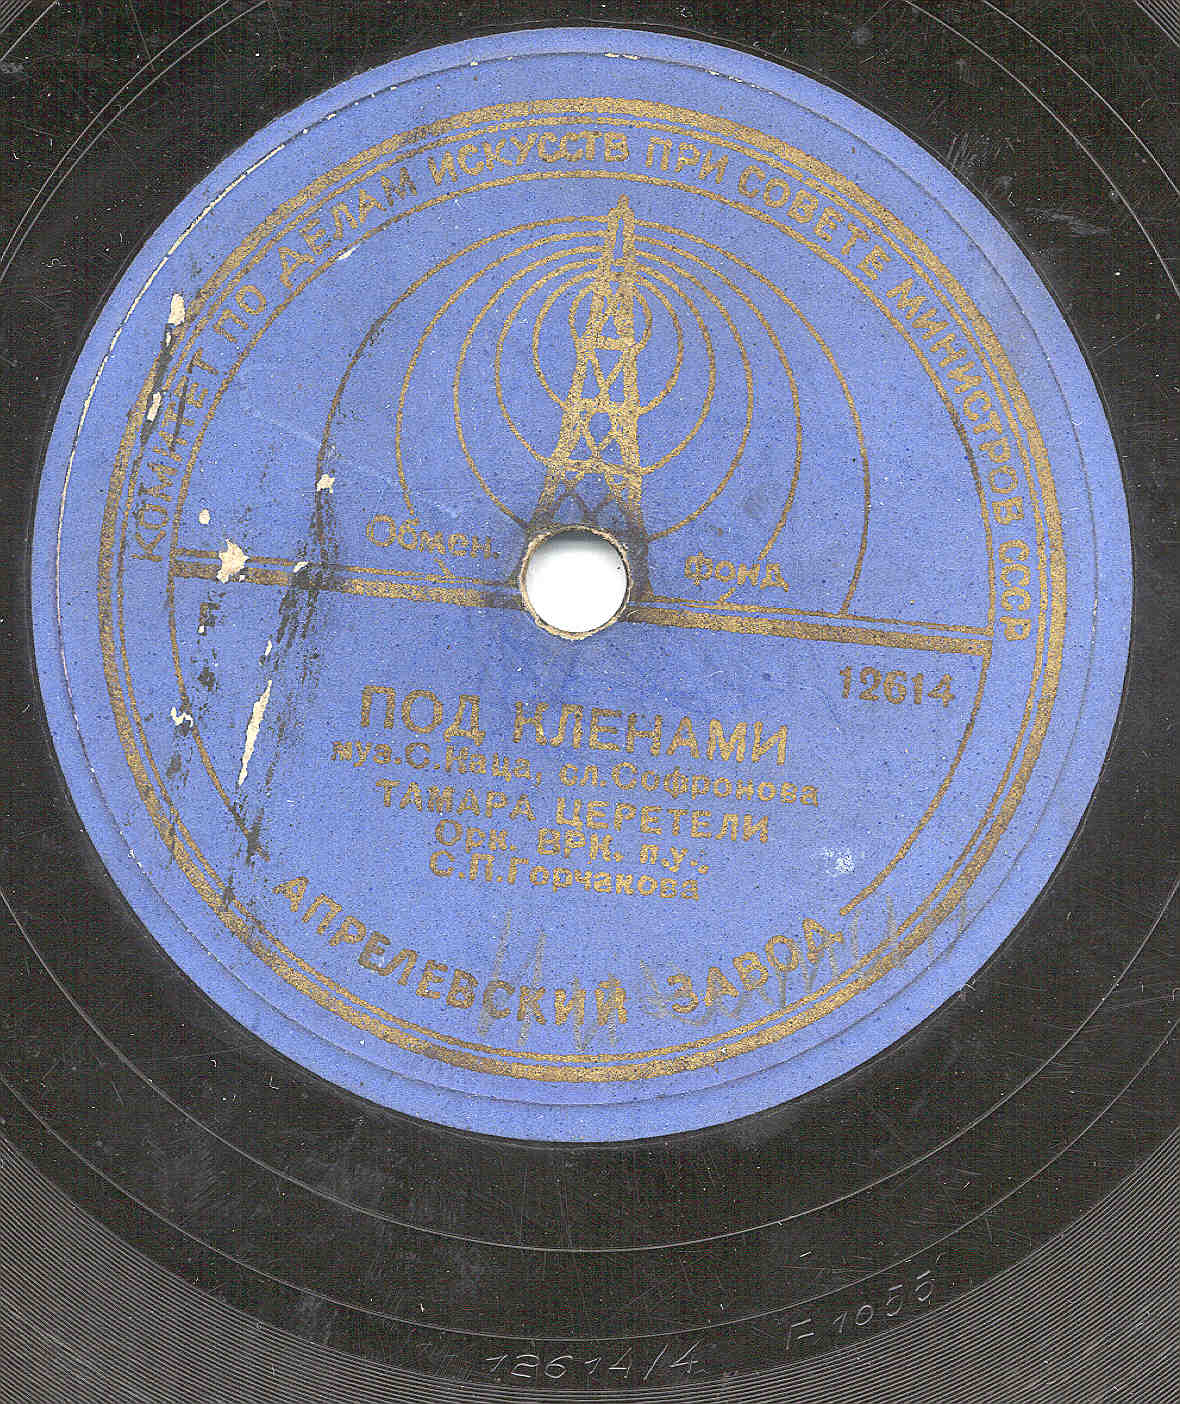 КОМИТЕТ ПО ДЕЛАМ ИСКУССТВ ПРИ СОВЕТЕ МИНИСТРОВ СССР
Обмен. фонд
12614
ПОД КЛЕНАМИ
муз.С.Каца, сл.Софронова
ТАМАРА ЦЕРЕТЕЛИ
Орк. ВРК. п.у.:
С.П.Горчакова
АПРЕЛЕВСКИЙ ЗАВОД
12614/4
F1055